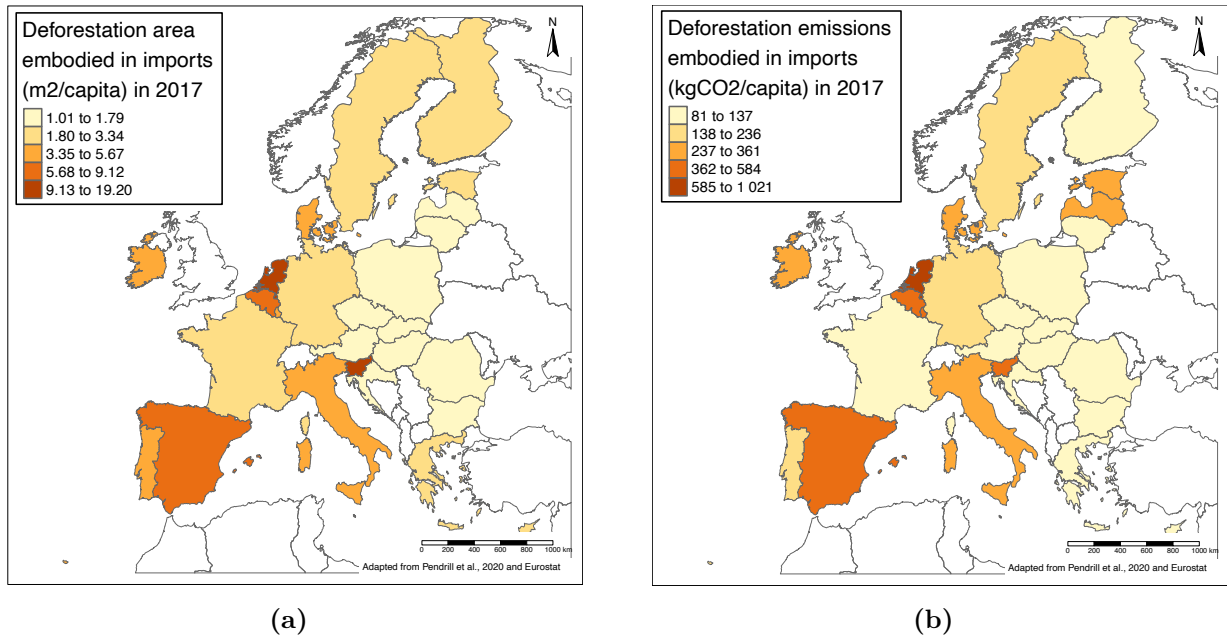 Deforestation area
embodied in imports
(m2/capita) in 2017
1.01 to 1.79
1.80 to 3.34
3.35 to 5.67
5.68 to 9.12
9.13 to 19.20
N
0 200 400 600 800 1000 km
Adapted from Pendrill et al., 2020 and Eurostat
(a)
Deforestation emissions
embodied in imports
(kgCO2/capita) in 2017
81 to 137
138 to 236
237 to 361
362 to 584
585 to 1 021
N
0 200 400 600 800 1000 km
Adapted from Pendrill et al., 2020 and Eurostat
(b)